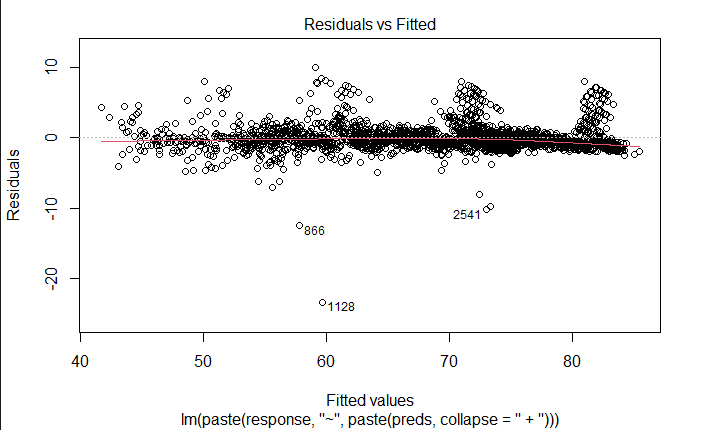 Residuals vs Fitted
Residuals
10
0
-10
-20
866
2541
1128
40 50 60 70 80
Fitted values
lm(paste(response, "~", paste(preds, collapse = " + ")))